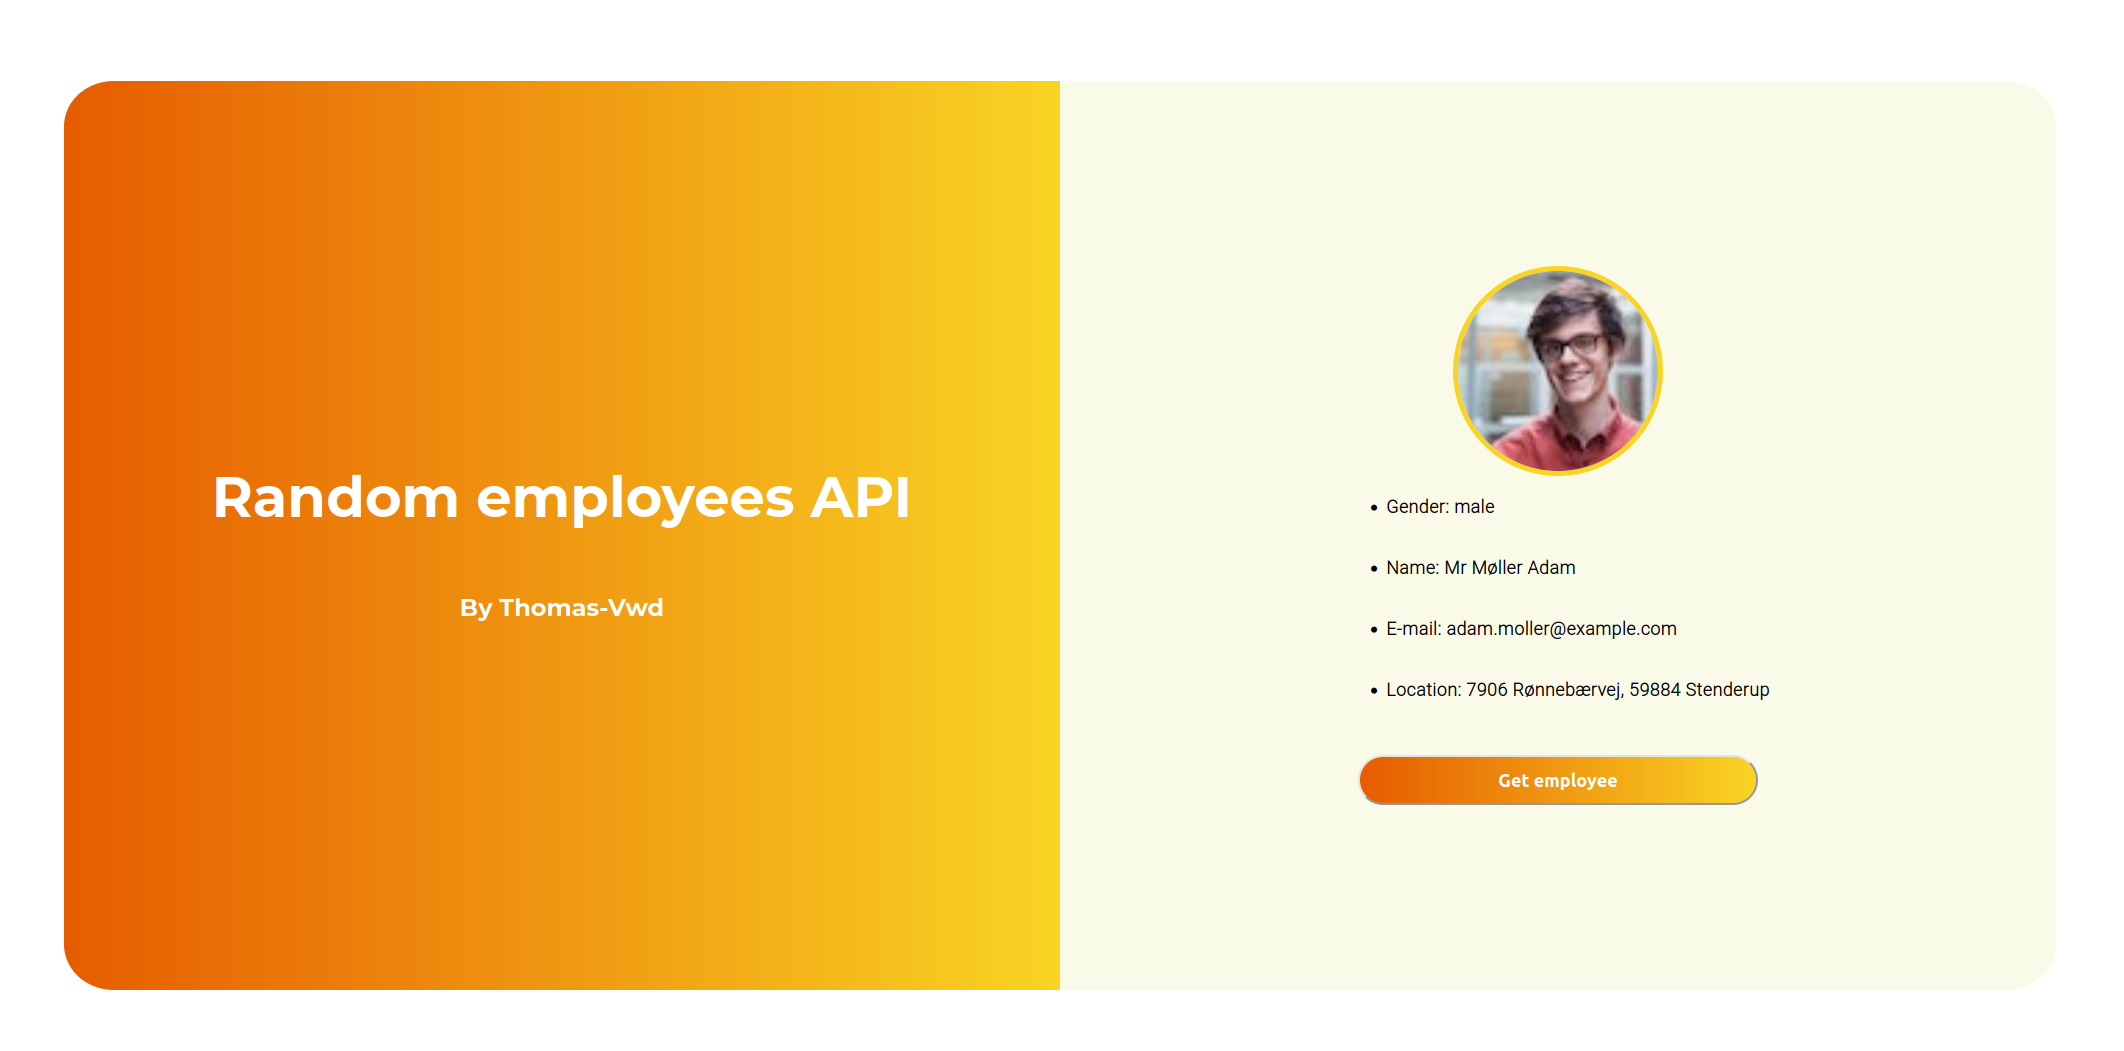 Random employees API
By Thomas-Vwd
Gender: male
Name: Mr Møller Adam
E-mail: adam.moller@example.com
Location: 7906 Rønnebærvej, 59884 Stenderup
Get employee